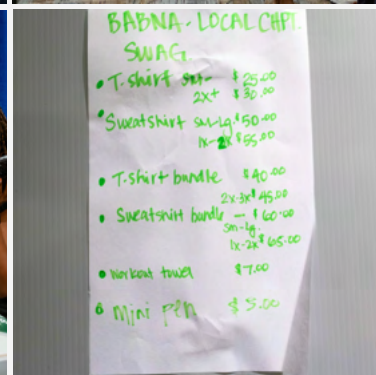 BABNA - LOCAL CHPT.
SWAG
• T-shirt sm- $25.00
2x+ $30.00
• Sweatshirt sm-lg. $50.00
1x-2x $55.00
• T-shirt bundle $40.00
2x-3x $45.00
• Sweatshirt bundle - $60.00
sm-lg.
1x-2x $65.00
• Workout towel $7.00
• Mini pen $5.00